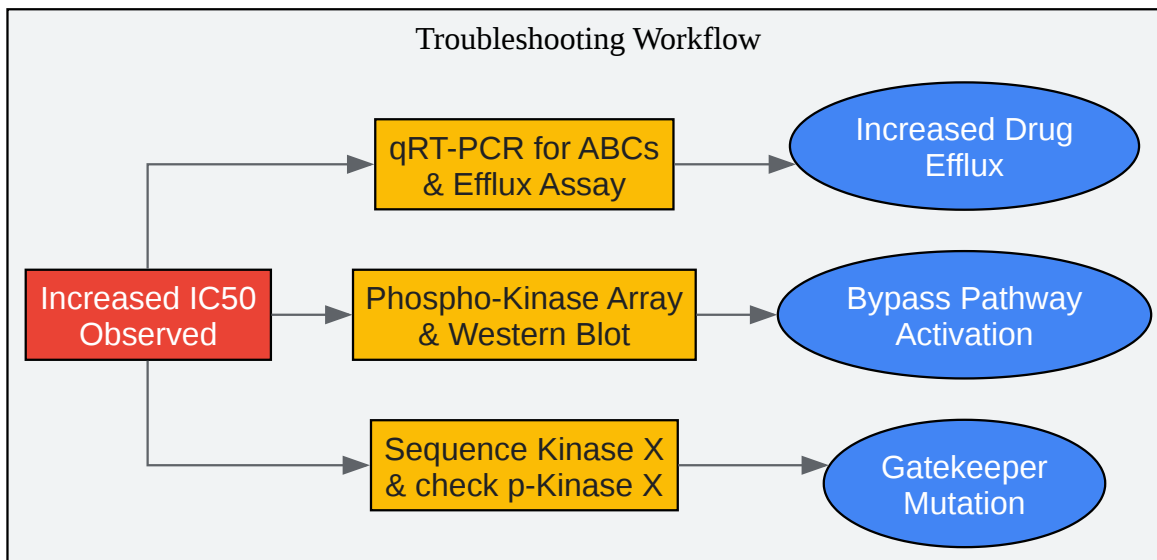 Troubleshooting Workflow
qRT-PCR for ABCs
& Efflux Assay
Increased Drug
Efflux
Increased IC50
Observed
Phospho-Kinase Array
& Western Blot
Bypass Pathway
Activation
Sequence Kinase X
& check p-Kinase X
Gatekeeper
Mutation